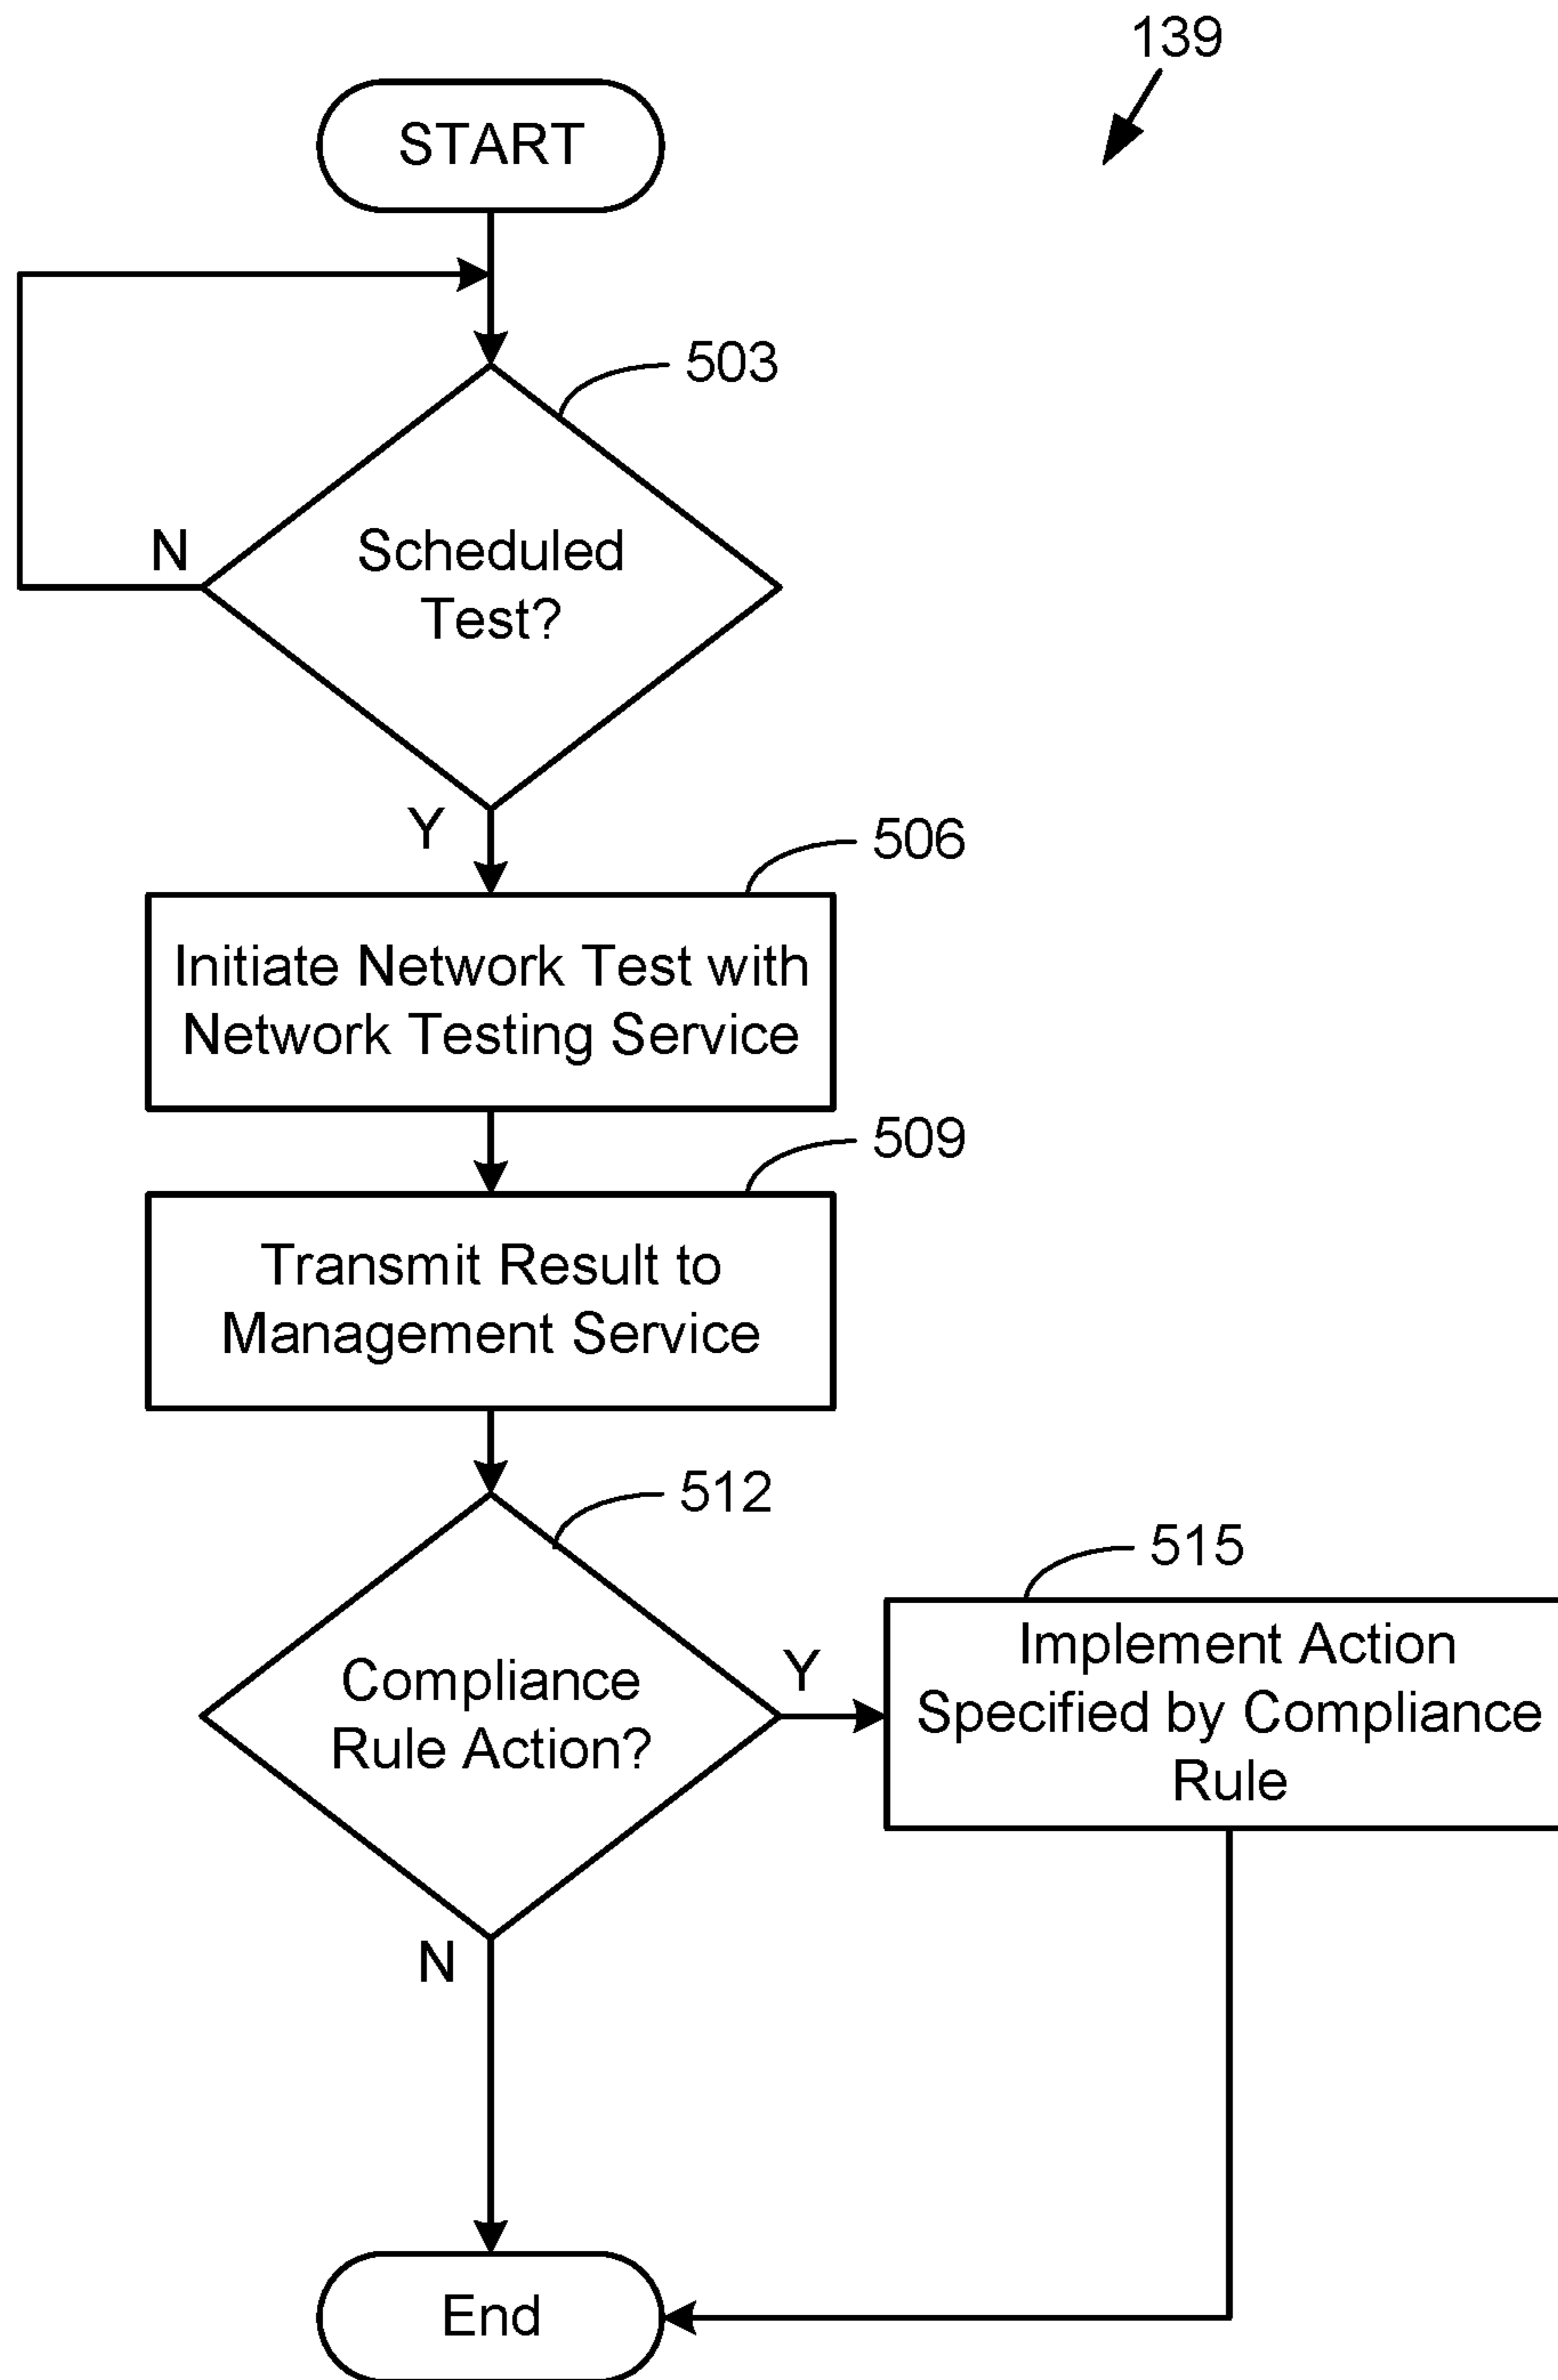 139
START
503
N
Scheduled
Test?
Y
506
Initiate Network Test with
Network Testing Service
509
Transmit Result to
Management Service
512
Compliance
Rule Action?
Y
515
Implement Action
Specified by Compliance
Rule
N
End